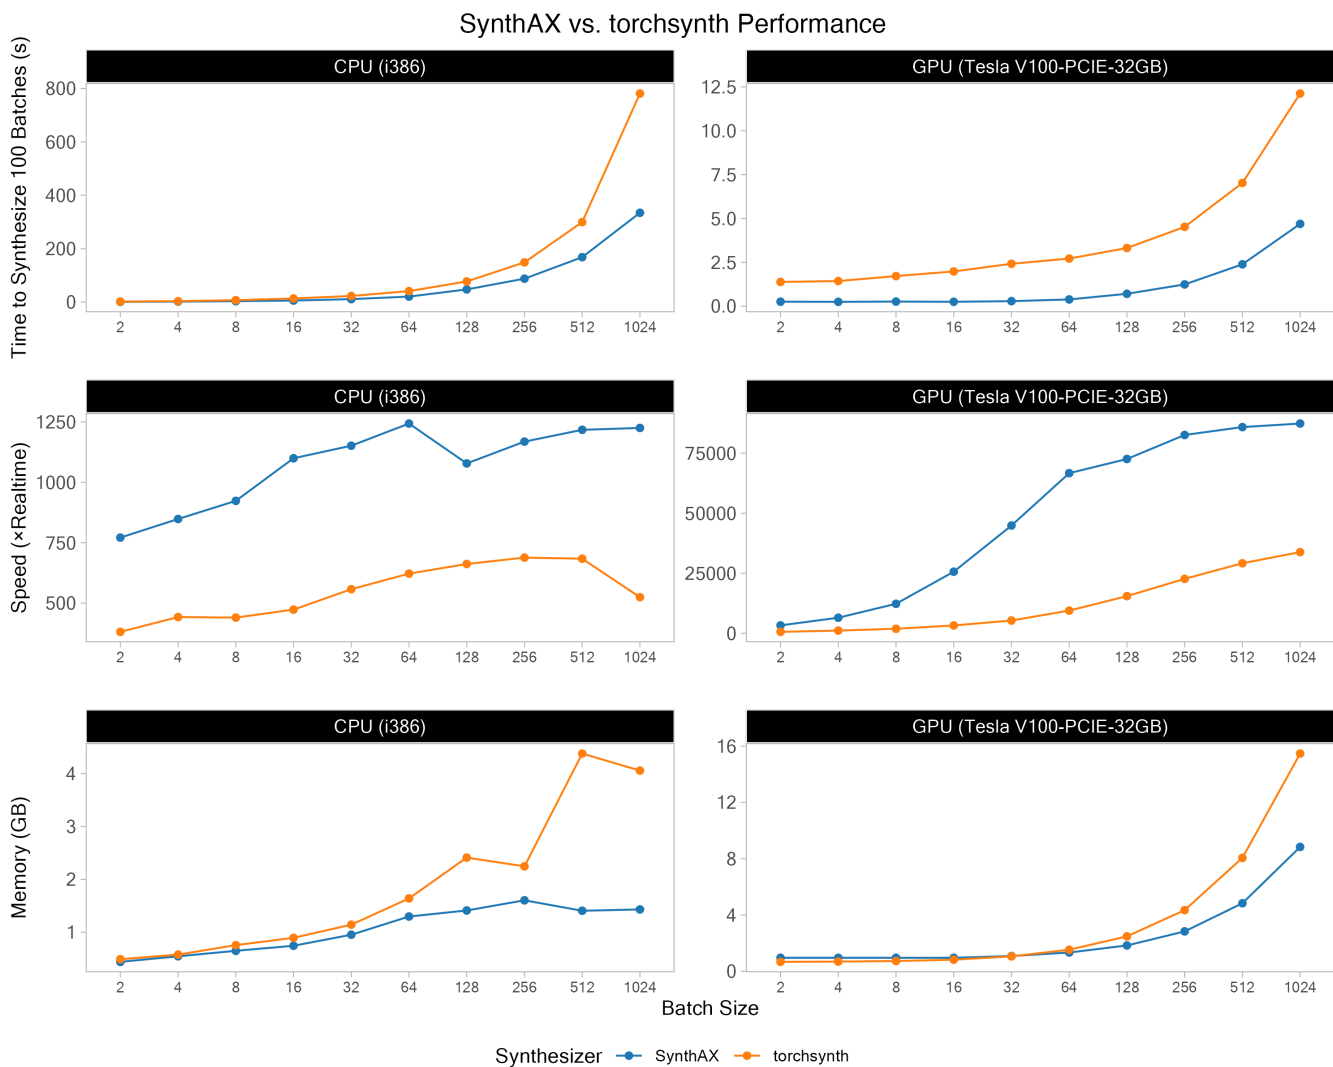 SynthAX vs. torchsynth Performance
CPU (i386)
GPU (Tesla V100-PCIE-32GB)
Time to Synthesize 100 Batches (s)
800
600
400
200
0
2 4 8 16 32 64 128 256 512 1024
12.5
10.0
7.5
5.0
2.5
0.0
2 4 8 16 32 64 128 256 512 1024
CPU (i386)
GPU (Tesla V100-PCIE-32GB)
Speed (×Realtime)
1250
1000
750
500
2 4 8 16 32 64 128 256 512 1024
75000
50000
25000
0
2 4 8 16 32 64 128 256 512 1024
CPU (i386)
GPU (Tesla V100-PCIE-32GB)
Memory (GB)
4
3
2
1
2 4 8 16 32 64 128 256 512 1024
16
12
8
4
0
2 4 8 16 32 64 128 256 512 1024
Batch Size
Synthesizer SynthAX torchsynth